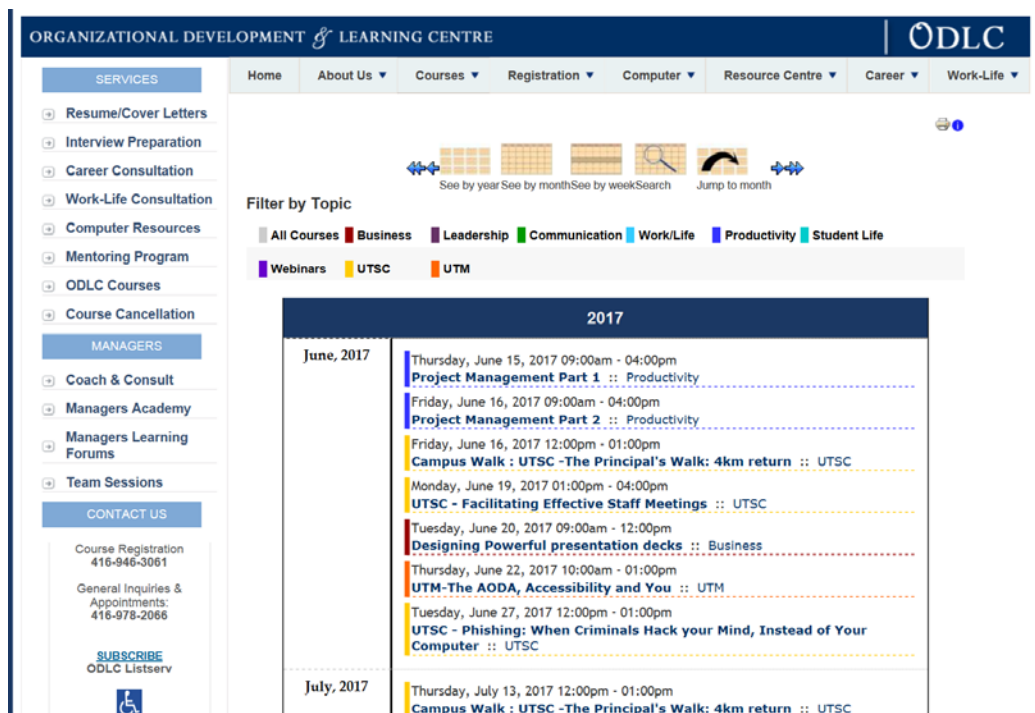 ORGANIZATIONAL DEVELOPMENT & LEARNING CENTRE
ODLC
SERVICES
Resume/Cover Letters
Interview Preparation
Career Consultation
Work-Life Consultation
Computer Resources
Mentoring Program
ODLC Courses
Course Cancellation
MANAGERS
Coach & Consult
Managers Academy
Managers Learning
Forums
Team Sessions
CONTACT US
Course Registration
416-946-3061
General Inquiries &
Appointments:
416-978-2066
SUBSCRIBE
ODLC Listserv
Home About Us ▼ Courses ▼ Registration ▼ Computer ▼ Resource Centre ▼ Career ▼ Work-Life ▼
See by year See by monthSee by weekSearch Jump to month
Filter by Topic
All Courses Business Leadership Communication Work/Life Productivity Student Life
Webinars UTSC UTM
2017
June, 2017
Thursday, June 15, 2017 09:00am - 04:00pm
Project Management Part 1 :: Productivity
Friday, June 16, 2017 09:00am - 04:00pm
Project Management Part 2 :: Productivity
Friday, June 16, 2017 12:00pm - 01:00pm
Campus Walk : UTSC -The Principal's Walk: 4km return :: UTSC
Monday, June 19, 2017 01:00pm - 04:00pm
UTSC - Facilitating Effective Staff Meetings :: UTSC
Tuesday, June 20, 2017 09:00am - 12:00pm
Designing Powerful presentation decks :: Business
Thursday, June 22, 2017 10:00am - 01:00pm
UTM-The AODA, Accessibility and You :: UTM
Tuesday, June 27, 2017 12:00pm - 01:00pm
UTSC - Phishing: When Criminals Hack your Mind, Instead of Your
Computer :: UTSC
July, 2017
Thursday, July 13, 2017 12:00pm - 01:00pm
Campus Walk : UTSC -The Principal's Walk: 4km return :: UTSC